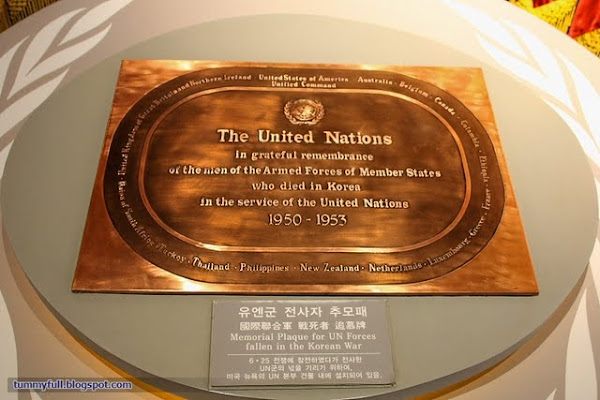 United Kingdom of Great Britain and Northern Ireland · United States of America · Australia · Belgium · Canada · Colombia · Ethiopia · France · Greece · Luxembourg · Netherlands · New Zealand · Philippines · Thailand · Turkey · Union of South Africa
Unified Command
The United Nations
in grateful remembrance
of the men of the Armed Forces of Member States
who died in Korea
in the service of the United Nations
1950 - 1953
유엔군 전사자 추모패
國際聯合軍 戰死者 追慕牌
Memorial Plaque for UN Forces
fallen in the Korean War
6·25 전쟁에 참전하였다가 전사한
UN군의 넋을 기리기 위하여,
미국 뉴욕의 UN 본부 건물 내에 설치되어 있음.
tummyfull.blogspot.com